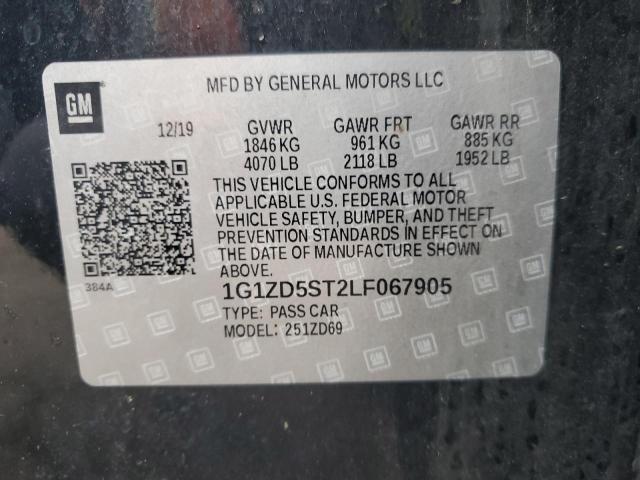 GM
MFD BY GENERAL MOTORS LLC
12/19 GVWR GAWR FRT GAWR RR
1846 KG 961 KG 885 KG
4070 LB 2118 LB 1952 LB
THIS VEHICLE CONFORMS TO ALL
APPLICABLE U.S. FEDERAL MOTOR
VEHICLE SAFETY, BUMPER, AND THEFT
PREVENTION STANDARDS IN EFFECT ON
THE DATE OF MANUFACTURE SHOWN
ABOVE.
384A
1G1ZD5ST2LF067905
TYPE: PASS CAR
MODEL: 251ZD69